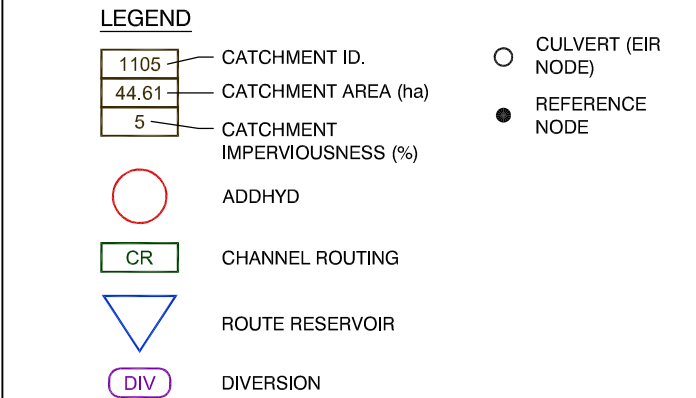 LEGEND
1105
CATCHMENT ID.
44.61
CATCHMENT AREA (ha)
5
CATCHMENT
IMPERVIOUSNESS (%)
ADDHYD
CR
CHANNEL ROUTING
ROUTE RESERVOIR
DIV
DIVERSION
CULVERT (EIR
NODE)
REFERENCE
NODE